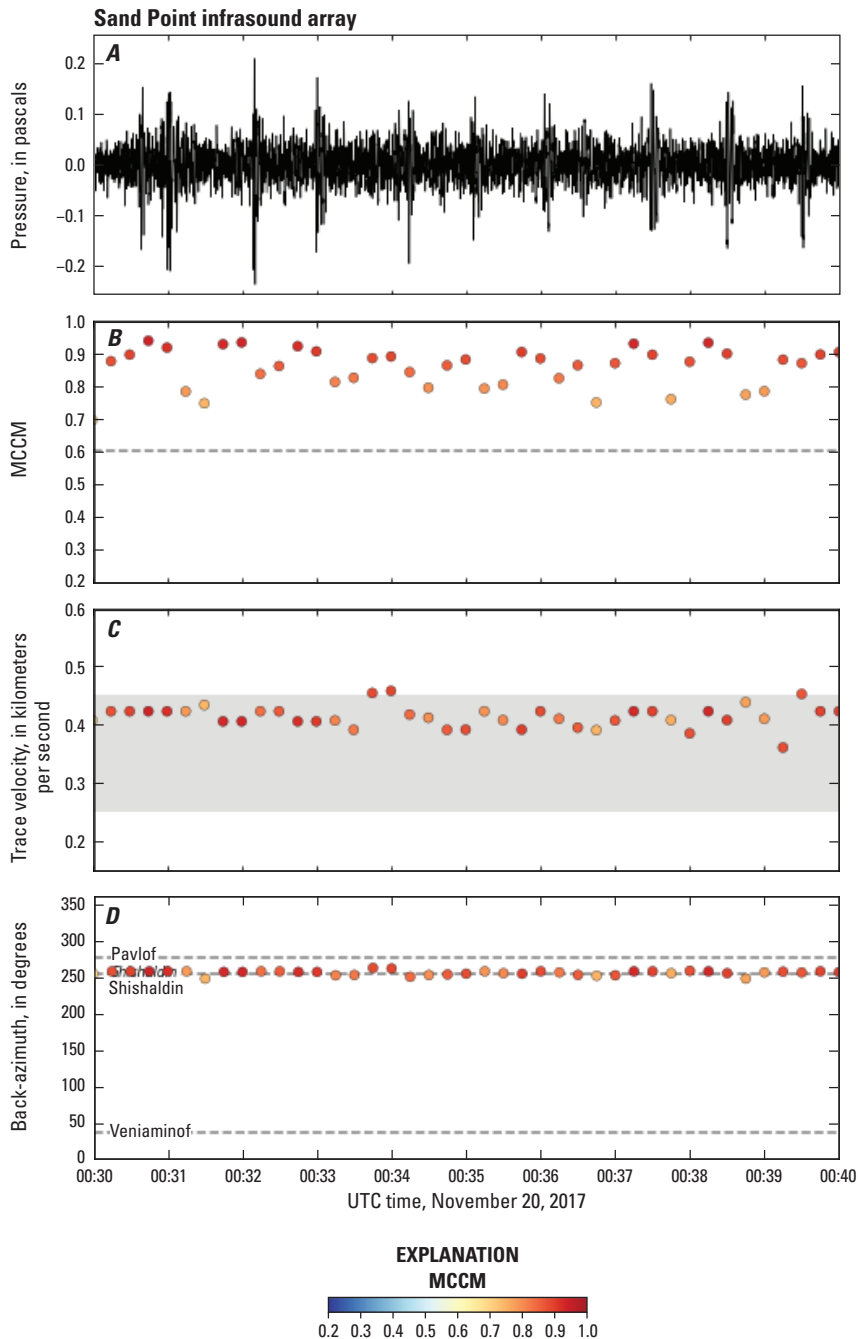 Sand Point infrasound array
A
Pressure, in pascals
0.2
0.1
0.0
−0.1
−0.2
B
MCCM
1.0
0.9
0.8
0.7
0.6
0.5
0.4
0.3
0.2
C
Trace velocity, in kilometers
per second
0.6
0.5
0.4
0.3
0.2
D
Back-azimuth, in degrees
350
300
250
200
150
100
50
0
Pavlof
Shishaldin
Shishaldin
Veniaminof
00:30 00:31 00:32 00:33 00:34 00:35 00:36 00:37 00:38 00:39 00:40
UTC time, November 20, 2017
EXPLANATION
MCCM
0.2 0.3 0.4 0.5 0.6 0.7 0.8 0.9 1.0